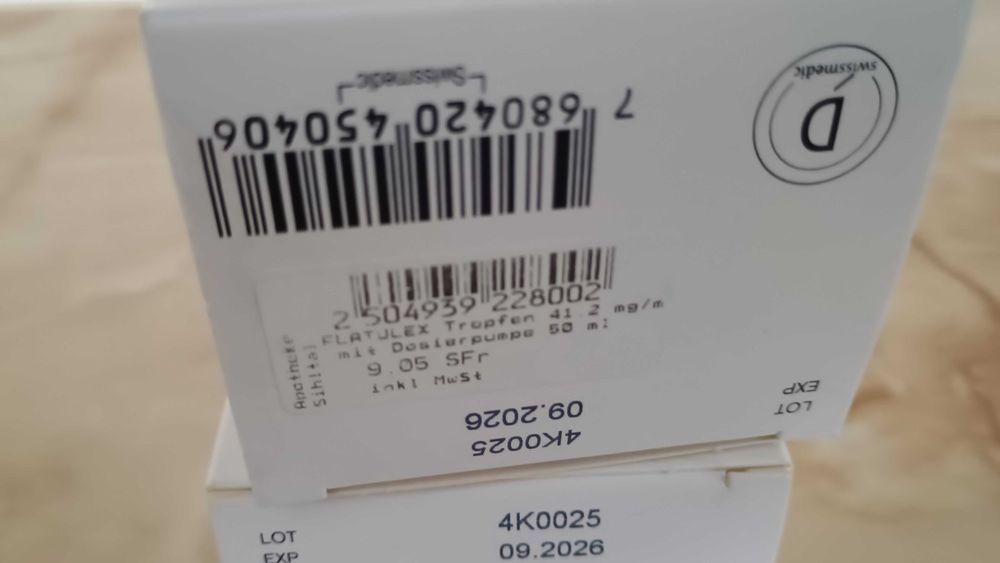 swissmedic
D
Swissmedic
7 680420 450406
2 504939 228002
FLATULEX Tropfen 41.2 mg/m
mit Dosierpumpe 50 ml
9.05 SFr
inkl MwSt
Apotheke
Sihltal
EXP 09.2026
LOT 4K0025
LOT 4K0025
EXP 09.2026